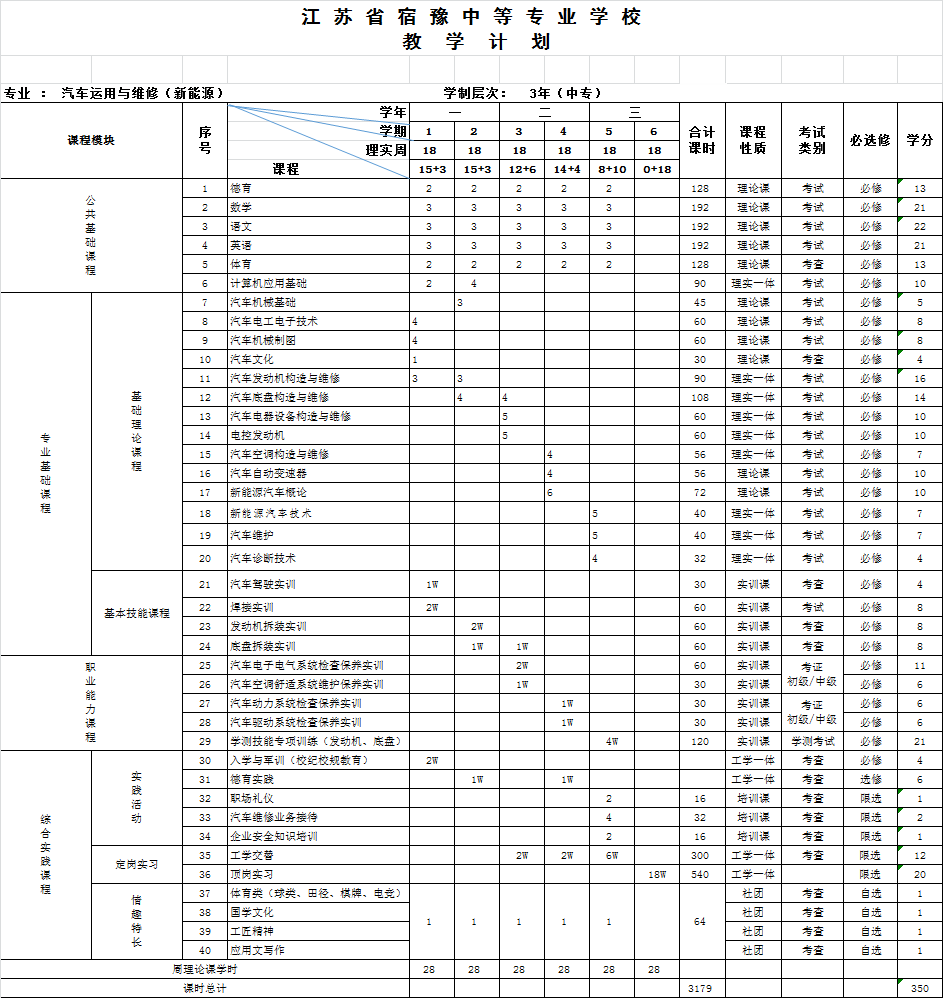 江苏省宿豫中等专业学校
教学计划
专业 ： 汽车运用与维修（新能源） 学制层次： 3年（中专）
课程模块 序号 学年 一 二 三 合计课时 课程性质 考试类别 必选修 学分
学期 1 2 3 4 5 6
理实周 18 18 18 18 18 18
课程 15+3 15+3 12+6 14+4 8+10 0+18
公共基础课程
1 德育 2 2 2 2 2 128 理论课 考试 必修 13
2 数学 3 3 3 3 3 192 理论课 考试 必修 21
3 语文 3 3 3 3 3 192 理论课 考试 必修 22
4 英语 3 3 3 3 3 192 理论课 考试 必修 21
5 体育 2 2 2 2 2 128 理论课 考查 必修 13
6 计算机应用基础 2 4 90 理实一体 考试 必修 10
专业基础课程
基础理论课程
7 汽车机械基础 3 45 理论课 考试 必修 5
8 汽车电工电子技术 4 60 理论课 考试 必修 8
9 汽车机械制图 4 60 理论课 考试 必修 8
10 汽车文化 1 30 理论课 考查 必修 4
11 汽车发动机构造与维修 3 3 90 理实一体 考试 必修 16
12 汽车底盘构造与维修 4 4 108 理实一体 考试 必修 14
13 汽车电器设备构造与维修 5 60 理实一体 考试 必修 10
14 电控发动机 5 60 理实一体 考试 必修 10
15 汽车空调构造与维修 4 56 理实一体 考试 必修 7
16 汽车自动变速器 4 56 理论课 考试 必修 10
17 新能源汽车概论 6 72 理论课 考试 必修 10
18 新能源汽车技术 5 40 理实一体 考试 必修 7
19 汽车维护 5 40 理实一体 考试 必修 7
20 汽车诊断技术 4 32 理实一体 考试 必修 4
基本技能课程
21 汽车驾驶实训 1W 30 实训课 考查 必修 4
22 焊接实训 2W 60 实训课 考试 必修 8
23 发动机拆装实训 2W 60 实训课 考查 必修 8
24 底盘拆装实训 1W 1W 60 实训课 考查 必修 8
职业能力课程
25 汽车电子电气系统检查保养实训 2W 60 实训课 考证初级/中级 必修 11
26 汽车空调舒适系统维护保养实训 1W 30 实训课 必修 6
27 汽车动力系统检查保养实训 1W 30 实训课 考证初级/中级 必修 6
28 汽车驱动系统检查保养实训 1W 30 实训课 必修 6
29 学测技能专项训练（发动机、底盘） 4W 120 实训课 学测考试 必修 21
综合实践课程
实践活动
30 入学与军训（校纪校规教育） 2W 工学一体 考查 必修 4
31 德育实践 1W 1W 工学一体 考查 选修 6
32 职场礼仪 2 16 培训课 考查 限选 1
33 汽车维修业务接待 4 32 培训课 考查 限选 2
34 企业安全知识培训 2 16 培训课 考查 限选 1
定岗实习
35 工学交替 2W 2W 6W 300 工学一体 考查 限选 12
36 顶岗实习 18W 540 工学一体 限选 20
情趣特长
37 体育类（球类、田径、棋牌、电竞） 1 1 1 1 1 64 社团 考查 自选 1
38 国学文化 社团 考查 自选 1
39 工匠精神 社团 考查 自选 1
40 应用文写作 社团 考查 自选 1
周理论课学时 28 28 28 28 28 28
课时总计 3179 350